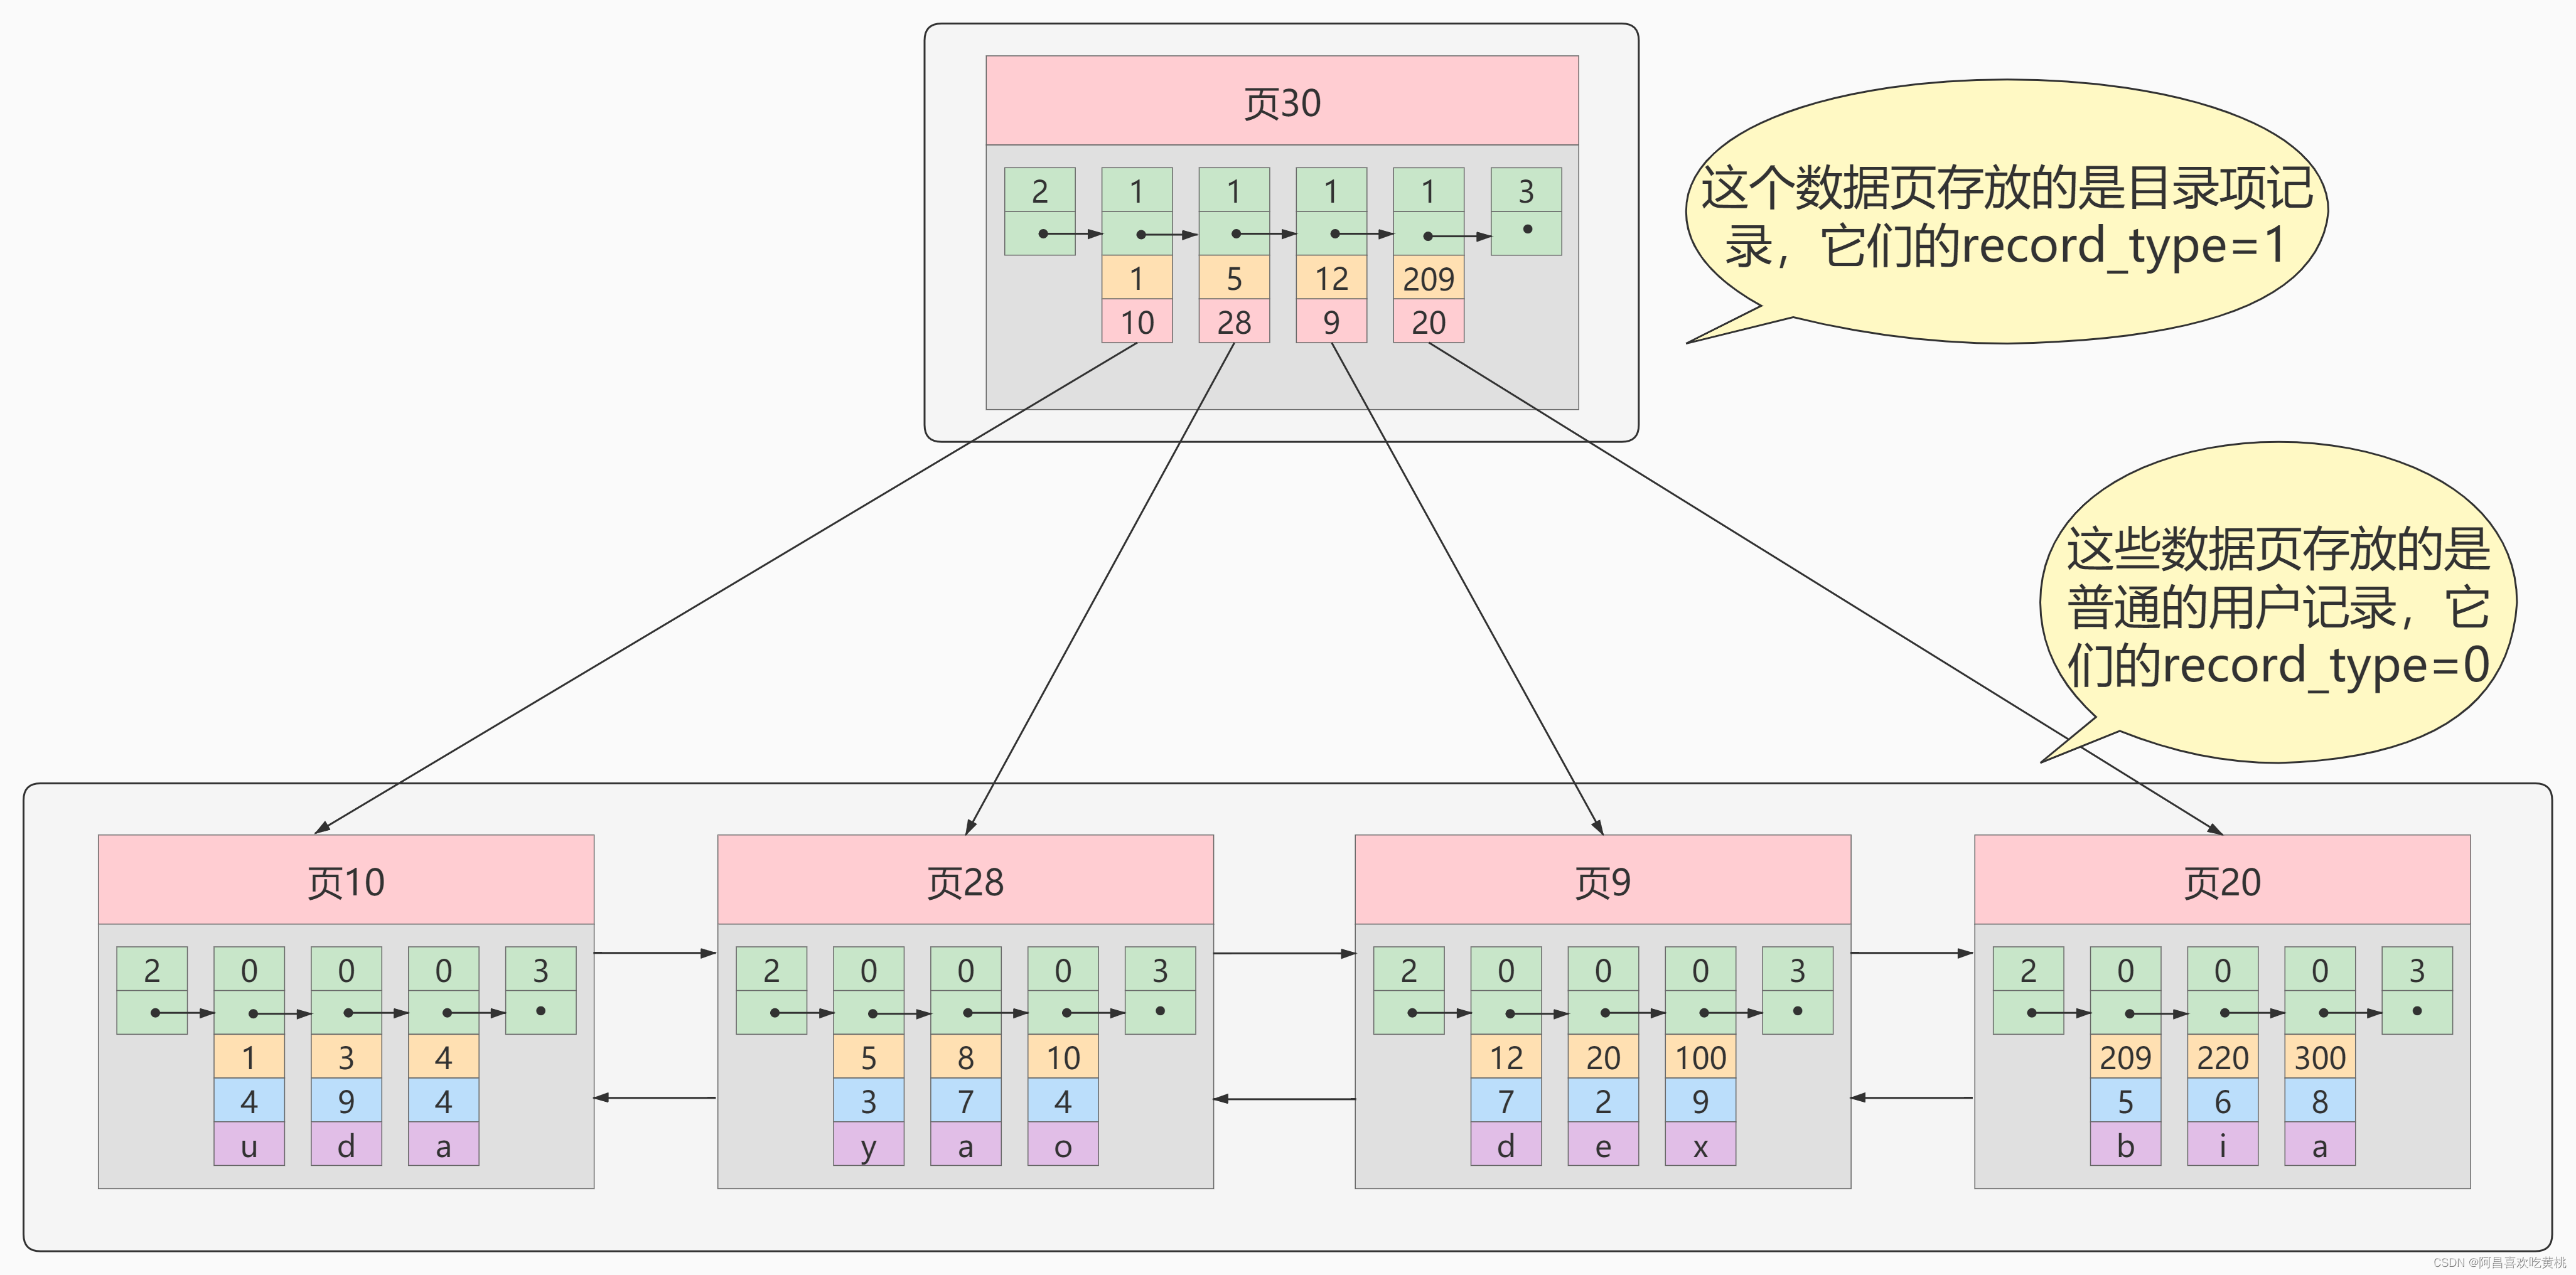 页30
2 1 1 1 1 3
1 5 12 209
10 28 9 20
这个数据页存放的是目录项记
录，它们的record_type=1
这些数据页存放的是
普通的用户记录，它
们的record_type=0
页10
2 0 0 0 3
1 3 4
4 9 4
u d a
页28
2 0 0 0 3
5 8 10
3 7 4
y a o
页9
2 0 0 0 3
12 20 100
7 2 9
d e x
页20
2 0 0 0 3
209 220 300
5 6 8
b i a
CSDN @阿昌喜欢吃黄桃